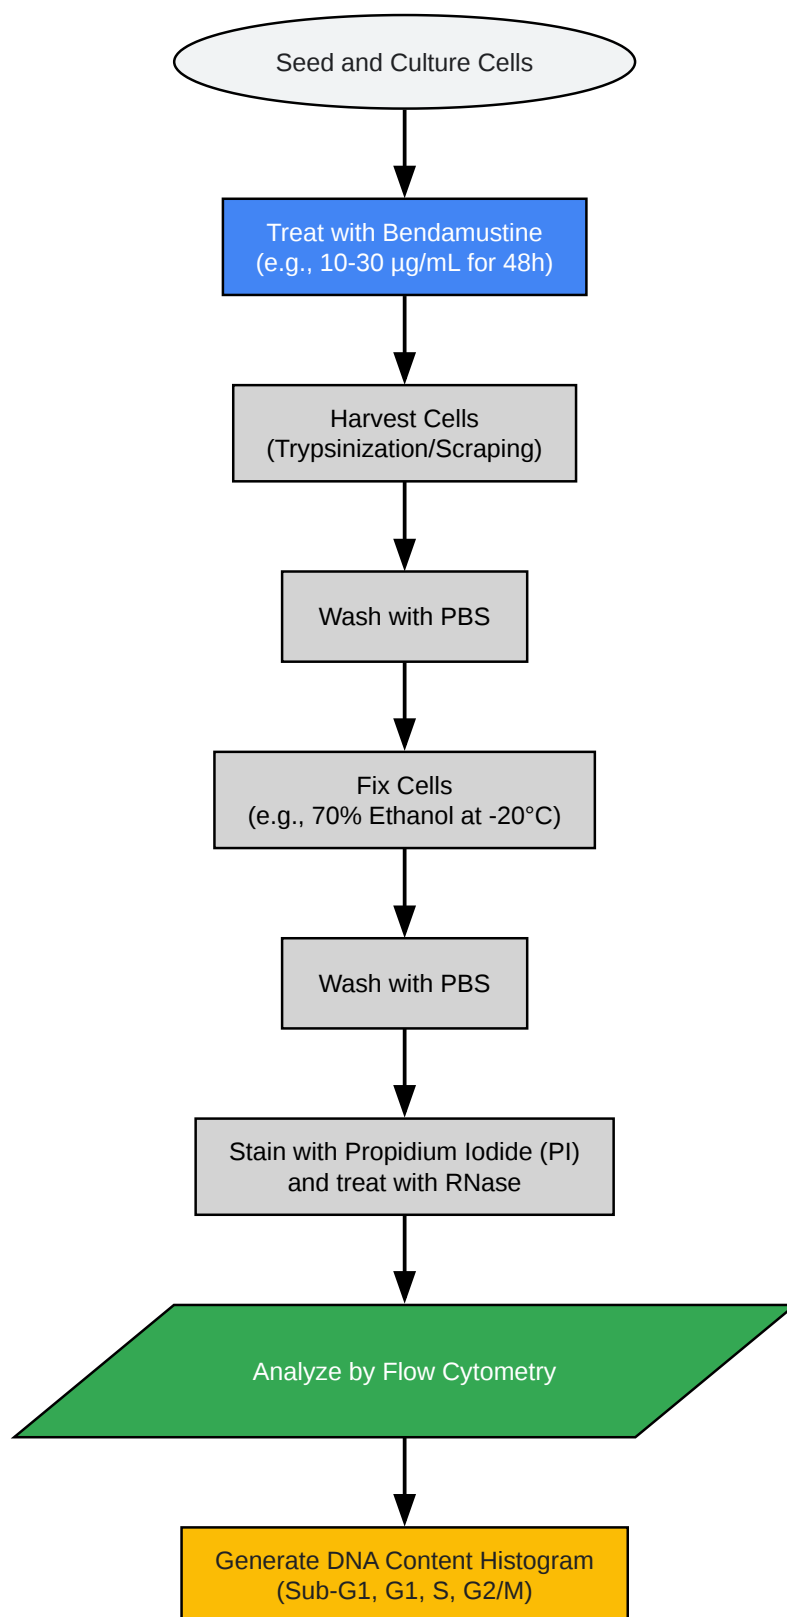 Seed and Culture Cells
Treat with Bendamustine
(e.g., 10-30 µg/mL for 48h)
Harvest Cells
(Trypsinization/Scraping)
Wash with PBS
Fix Cells
(e.g., 70% Ethanol at -20°C)
Wash with PBS
Stain with Propidium Iodide (PI)
and treat with RNase
Analyze by Flow Cytometry
Generate DNA Content Histogram
(Sub-G1, G1, S, G2/M)